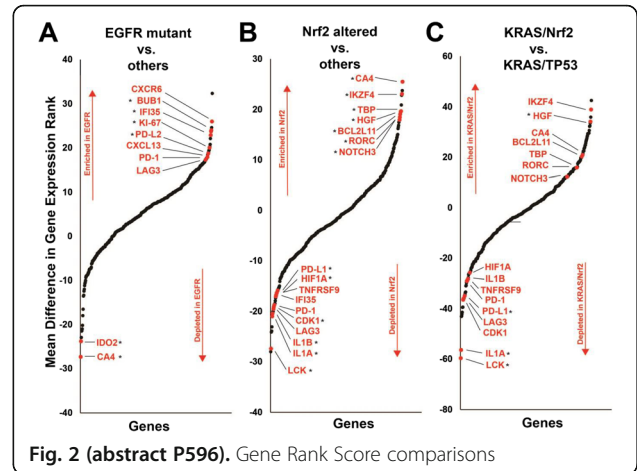 A
EGFR mutant
vs.
others
B
Nrf2 altered
vs.
others
C
KRAS/Nrf2
vs.
KRAS/TP53
Mean Difference in Gene Expression Rank
40
30
20
10
0
-10
-20
-30
-40
Enriched in EGFR
CXCR6
* BUB1
* IFI35
* KI-67
*PD-L2
CXCL13
PD-1
LAG3
Depleted in EGFR
IDO2*
CA4 *
Genes
30
20
10
0
-10
-20
-30
-40
Enriched in Nrf2
*CA4
*IKZF4
* TBP
* HGF
* BCL2L11
* RORC
* NOTCH3
Depleted in Nrf2
PD-L1*
HIF1A*
TNFRSF9
IFI35
PD-1
CDK1*
LAG3
IL1B*
IL1A*
LCK*
Genes
60
40
20
0
-20
-40
-60
-80
Enriched in KRAS/Nrf2
IKZF4
* HGF
CA4
BCL2L11
TBP
RORC
NOTCH3
Depleted in KRAS/Nrf2
HIF1A
IL1B
TNFRSF9
PD-1
PD-L1*
LAG3
CDK1
IL1A*
LCK*
Genes
Fig. 2 (abstract P596). Gene Rank Score comparisons